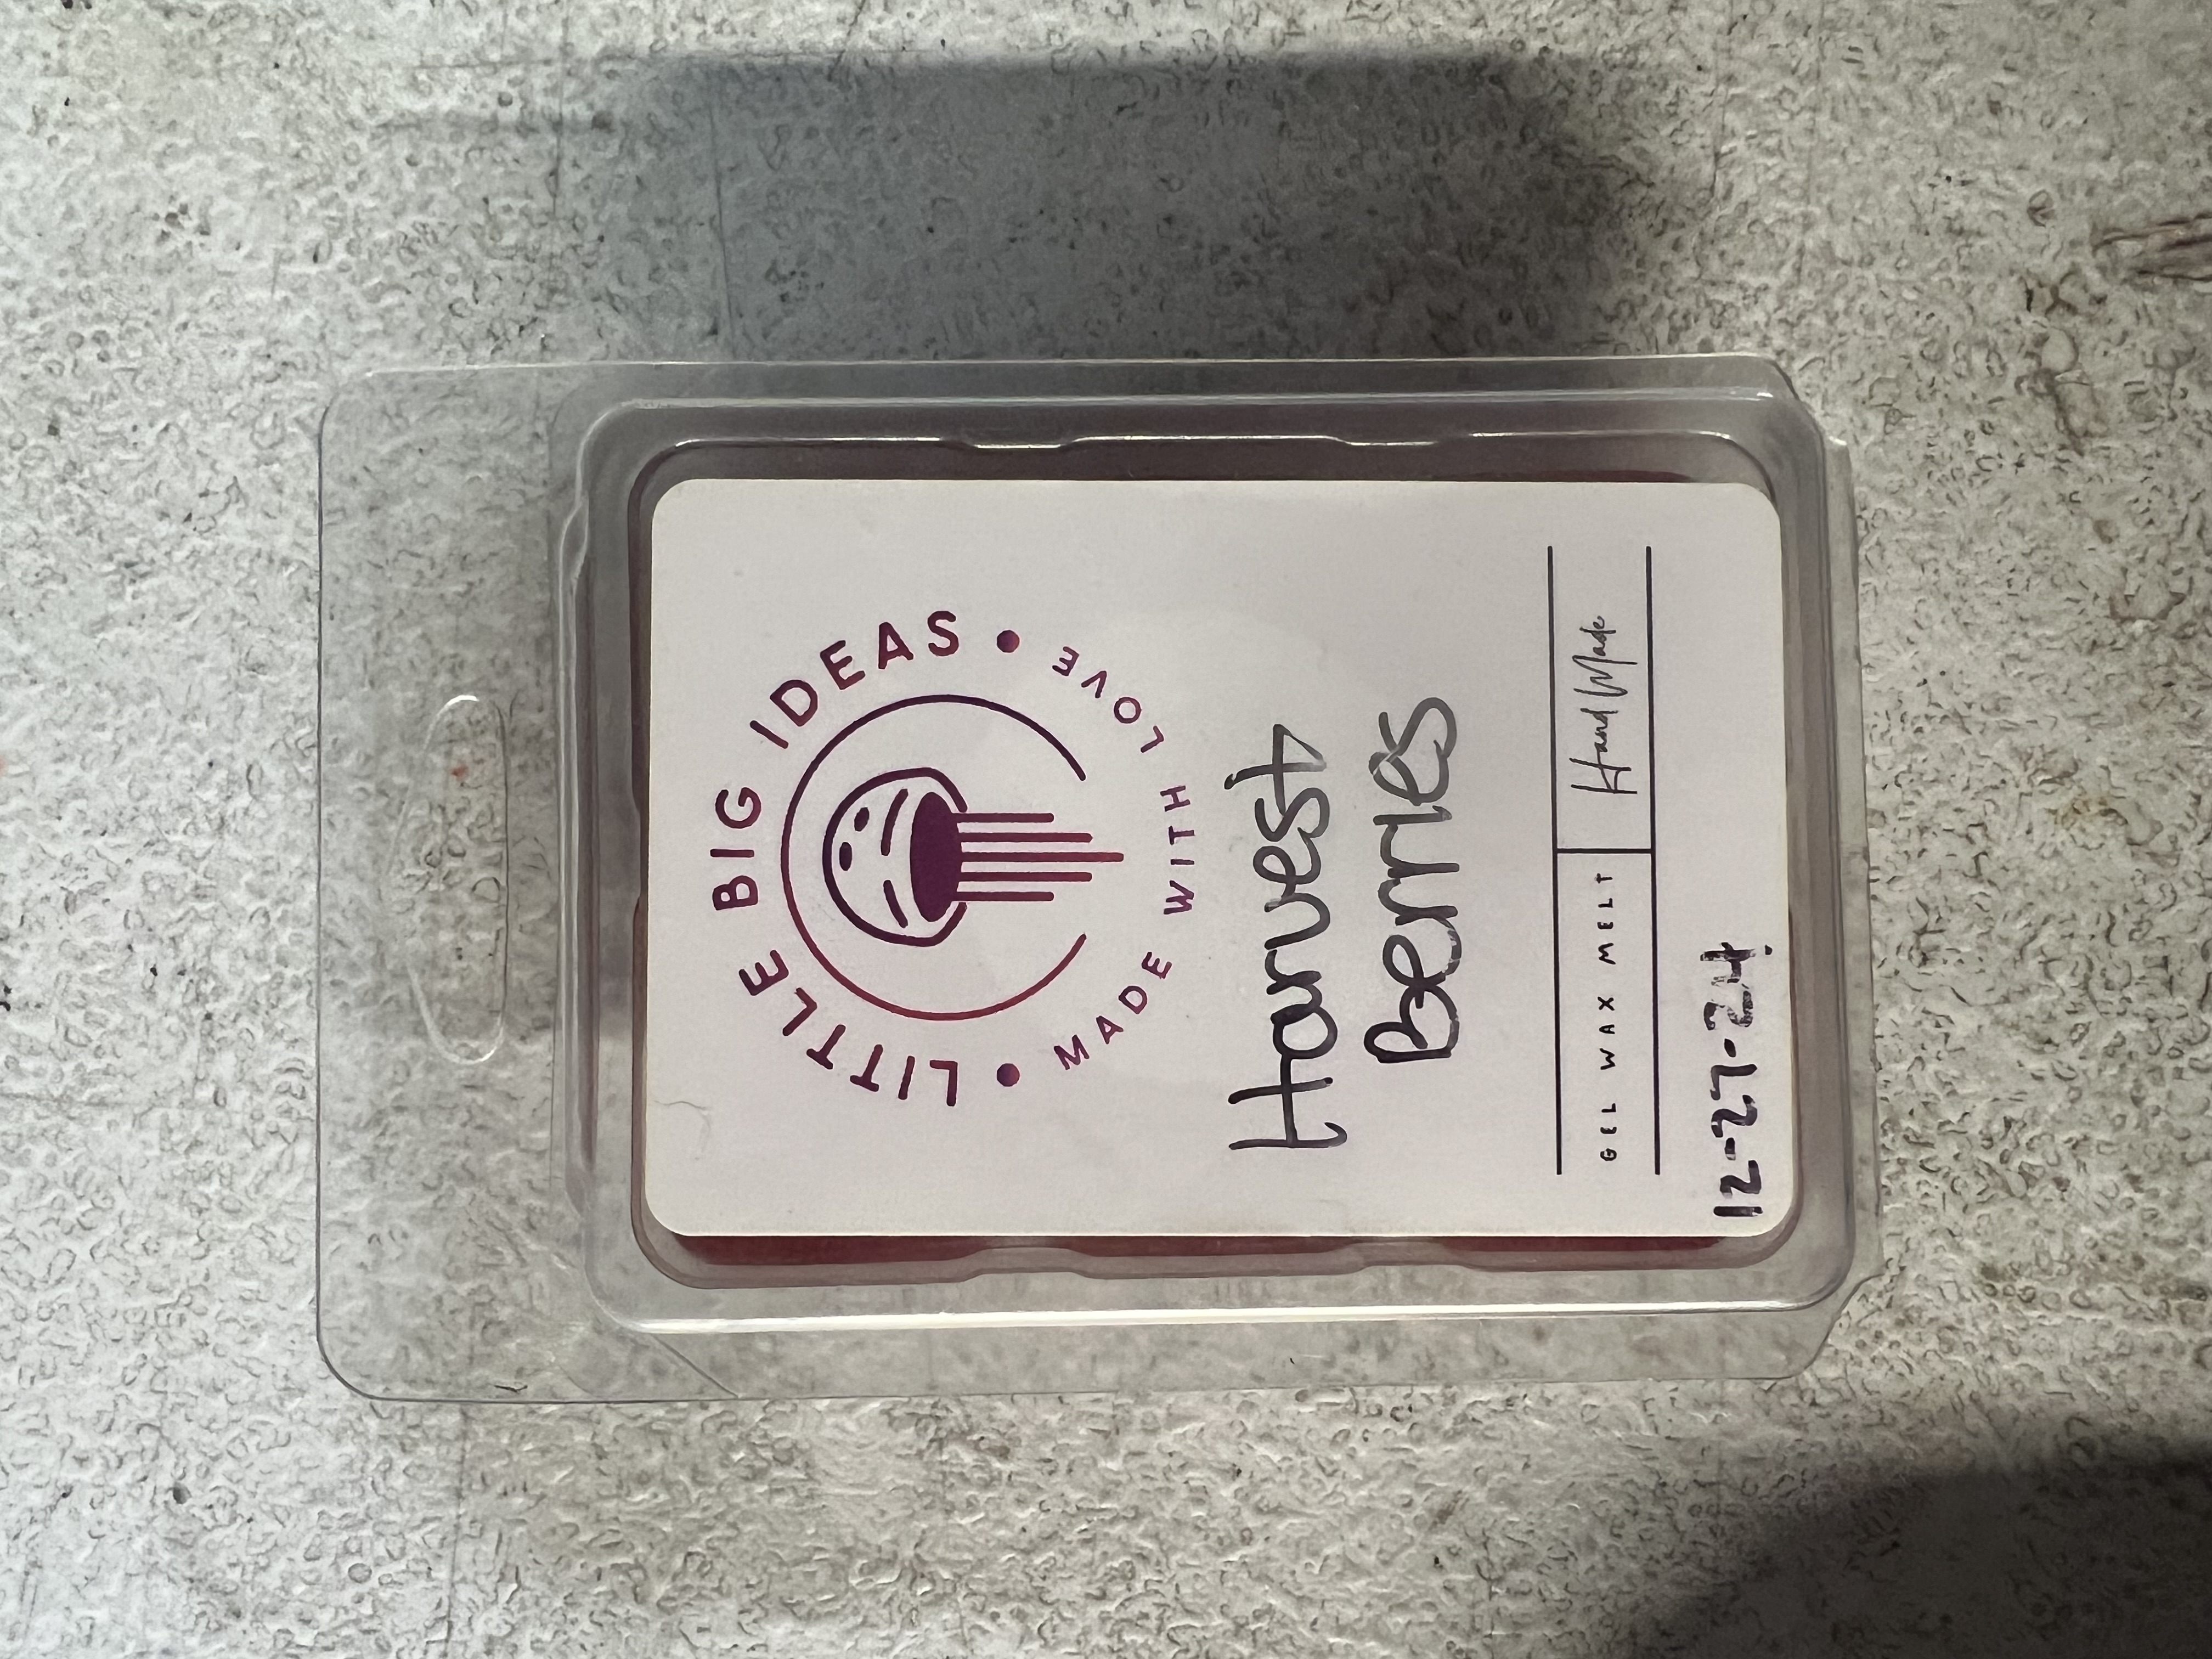 LITTLE BIG IDEAS
MADE WITH LOVE
Harvest
Berries
GEL WAX MELT
Hand Made
12-27-24